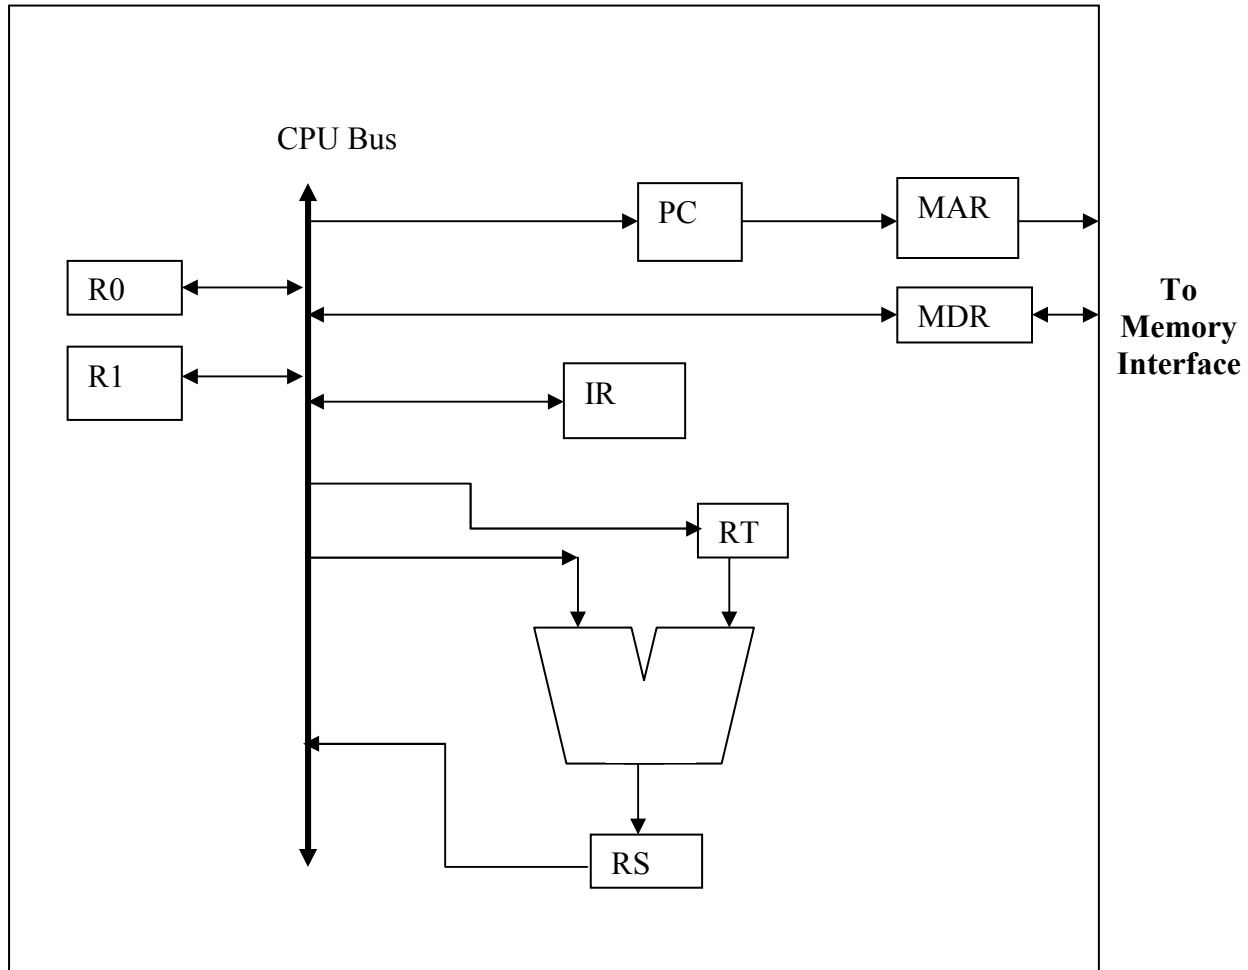 CPU Bus
PC
MAR
R0
MDR
To
Memory
Interface
R1
IR
RT
RS